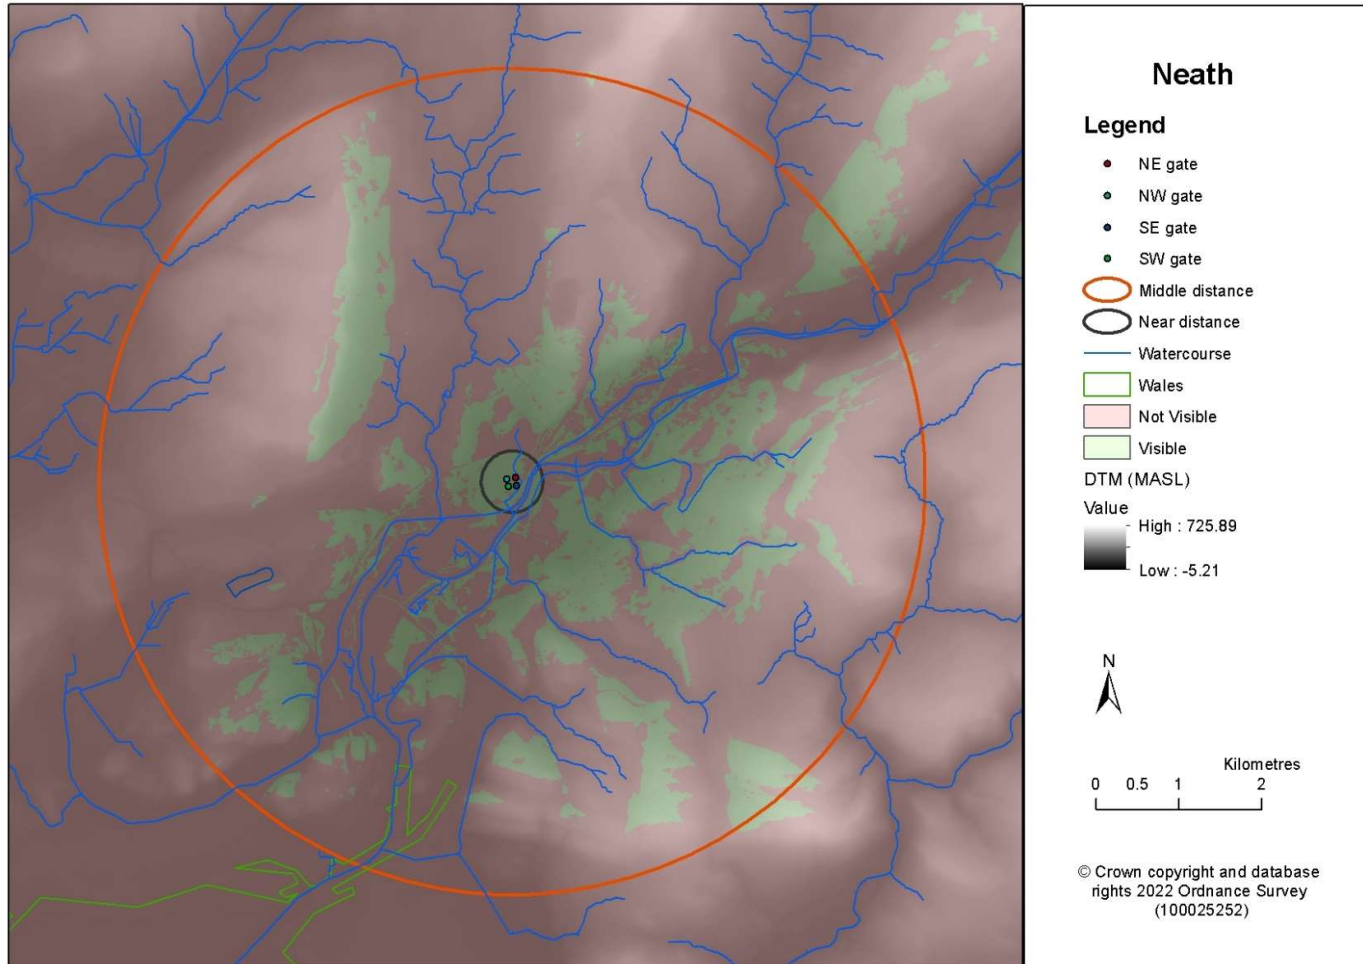 Neath
Legend
NE gate
NW gate
SE gate
SW gate
Middle distance
Near distance
Watercourse
Wales
Not Visible
Visible
DTM (MASL)
Value
High : 725.89
Low : -5.21
N
Kilometres
0 0.5 1 2
© Crown copyright and database
rights 2022 Ordnance Survey
(100025252)